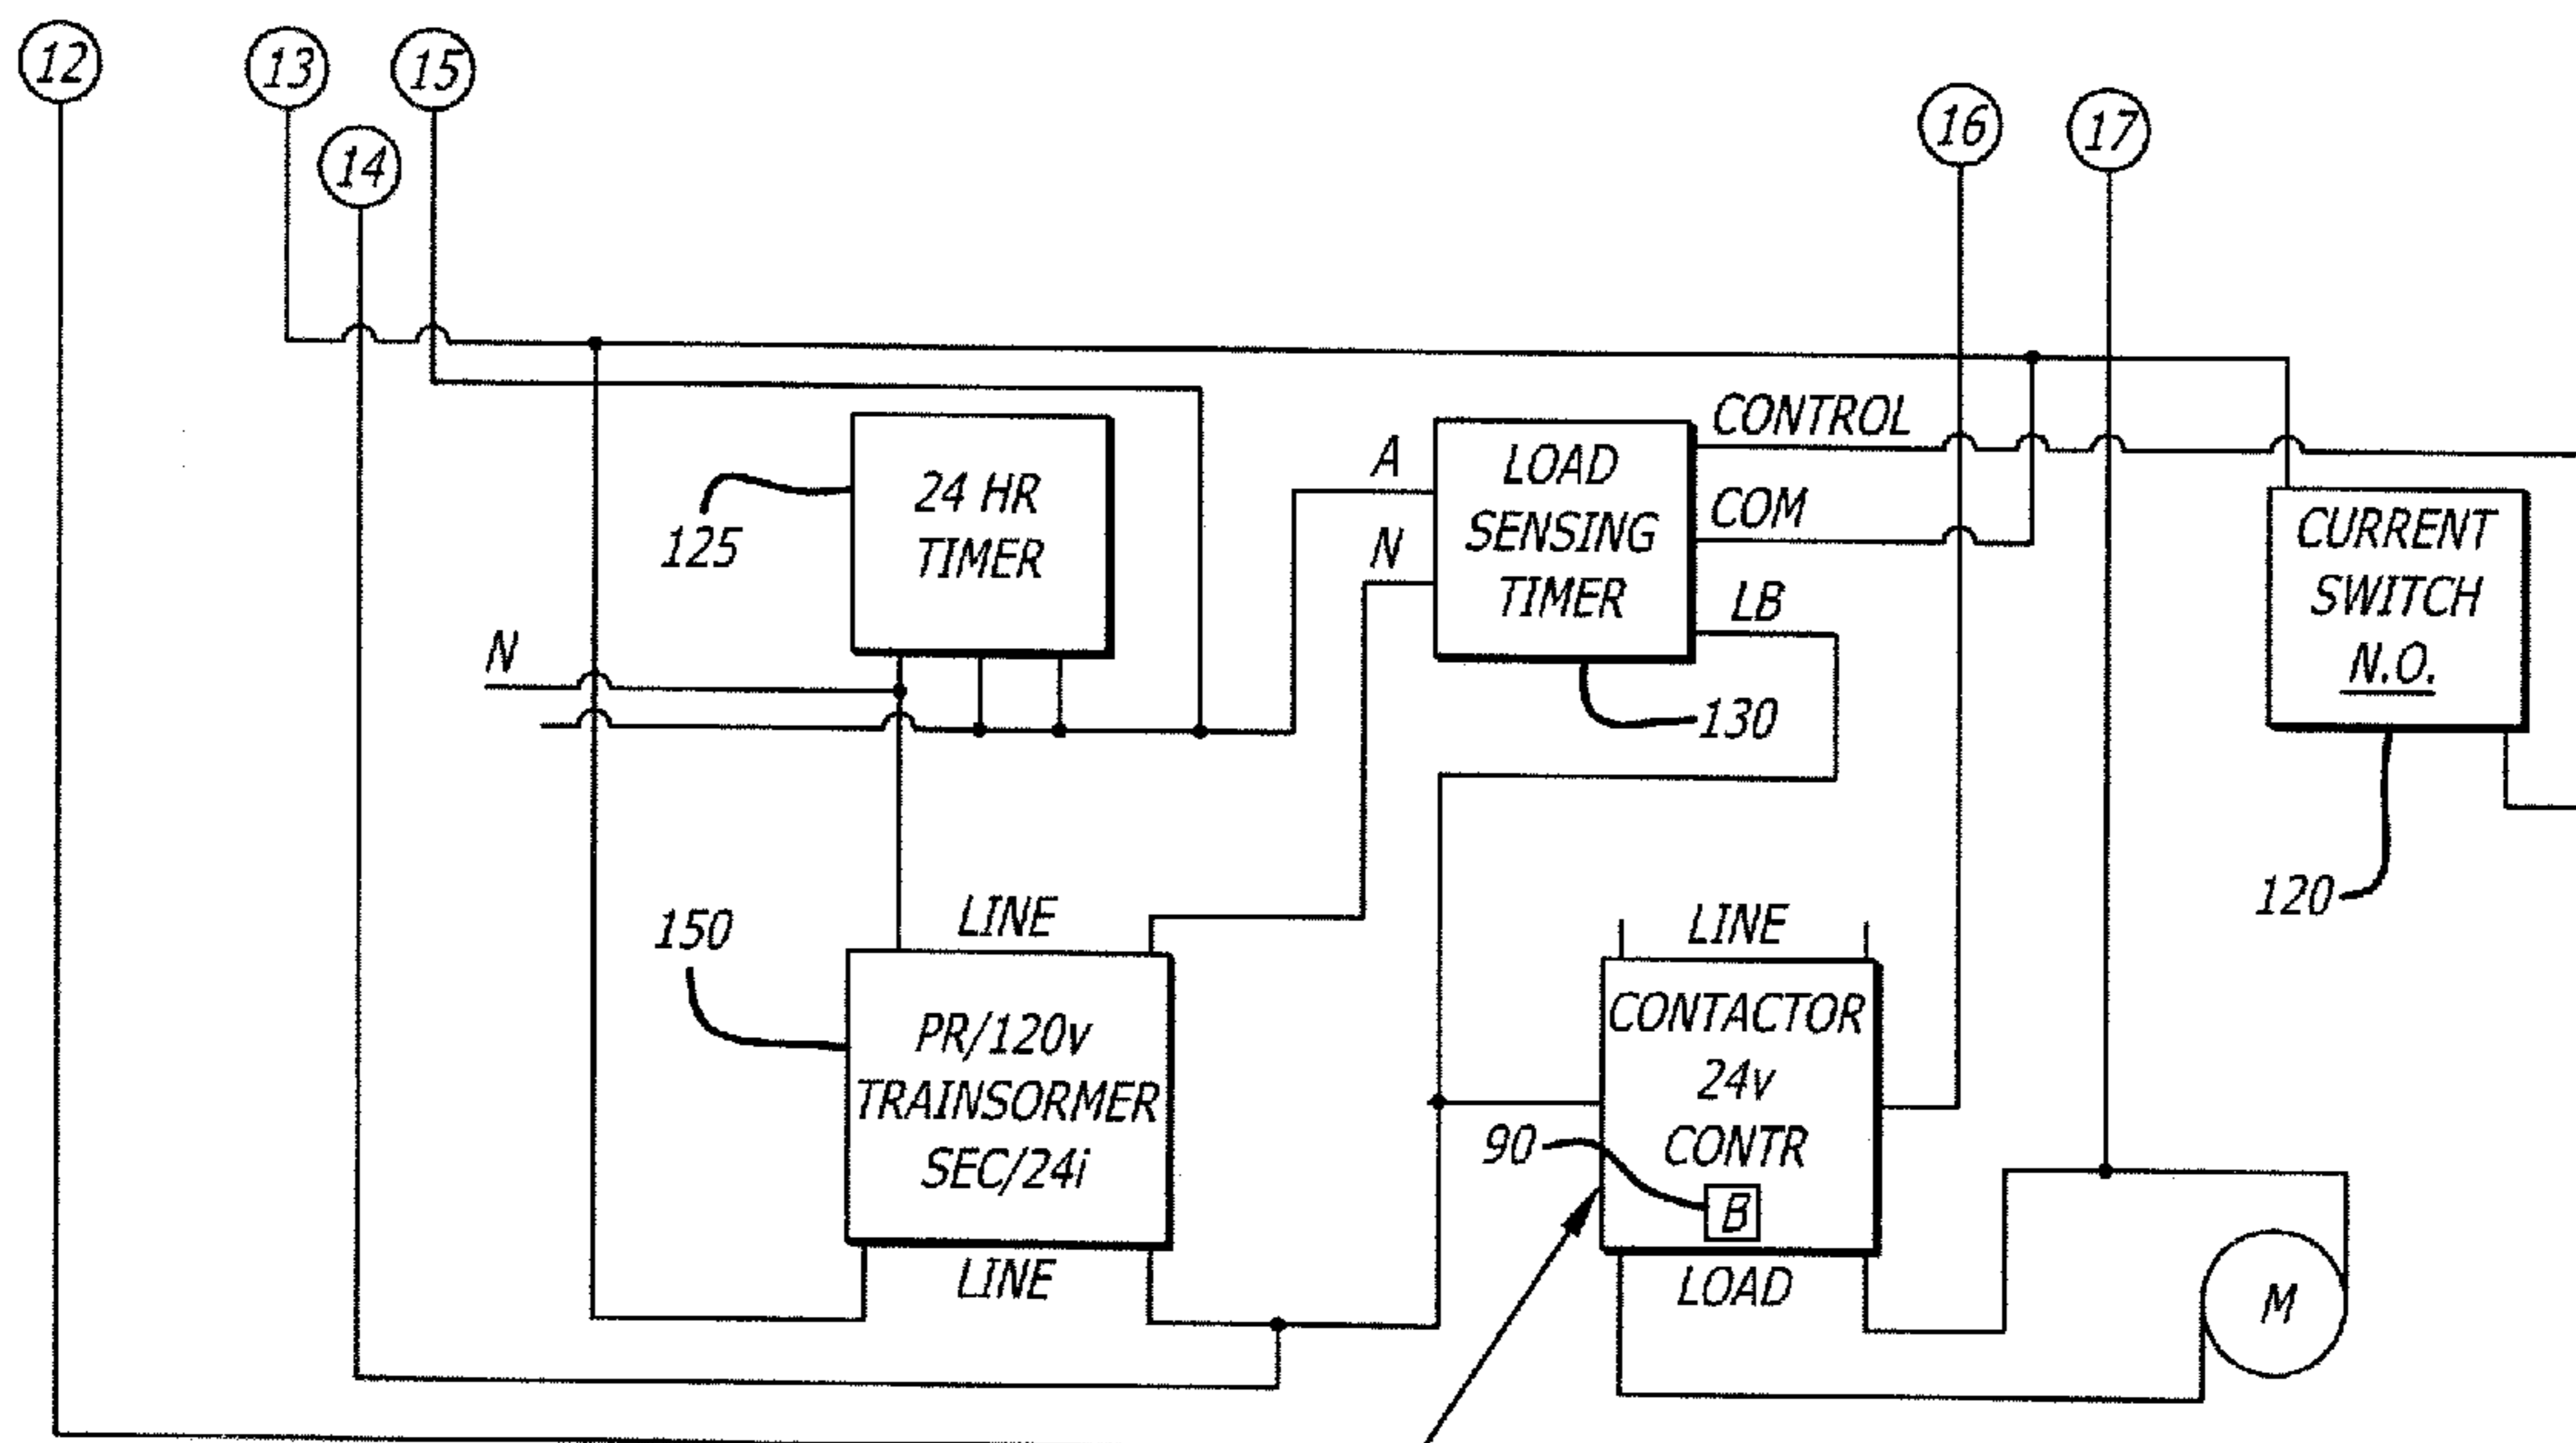 12
13
15
14
16
17
CONTROL
A
LOAD
SENSING
TIMER
COM
N
LB
24 HR
TIMER
125
CURRENT
SWITCH
N.O.
N
130
120
LINE
150
PR/120v
TRAINSORMER
SEC/24i
LINE
LINE
CONTACTOR
24v
CONTR
90
B
LOAD
M